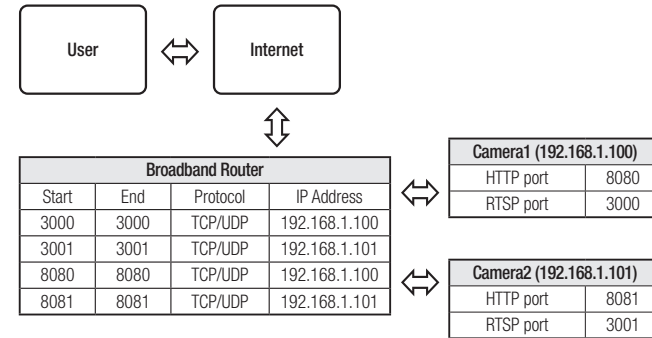 User
Internet
Broadband Router
Start End Protocol IP Address
3000 3000 TCP/UDP 192.168.1.100
3001 3001 TCP/UDP 192.168.1.101
8080 8080 TCP/UDP 192.168.1.100
8081 8081 TCP/UDP 192.168.1.101
Camera1 (192.168.1.100)
HTTP port 8080
RTSP port 3000
Camera2 (192.168.1.101)
HTTP port 8081
RTSP port 3001